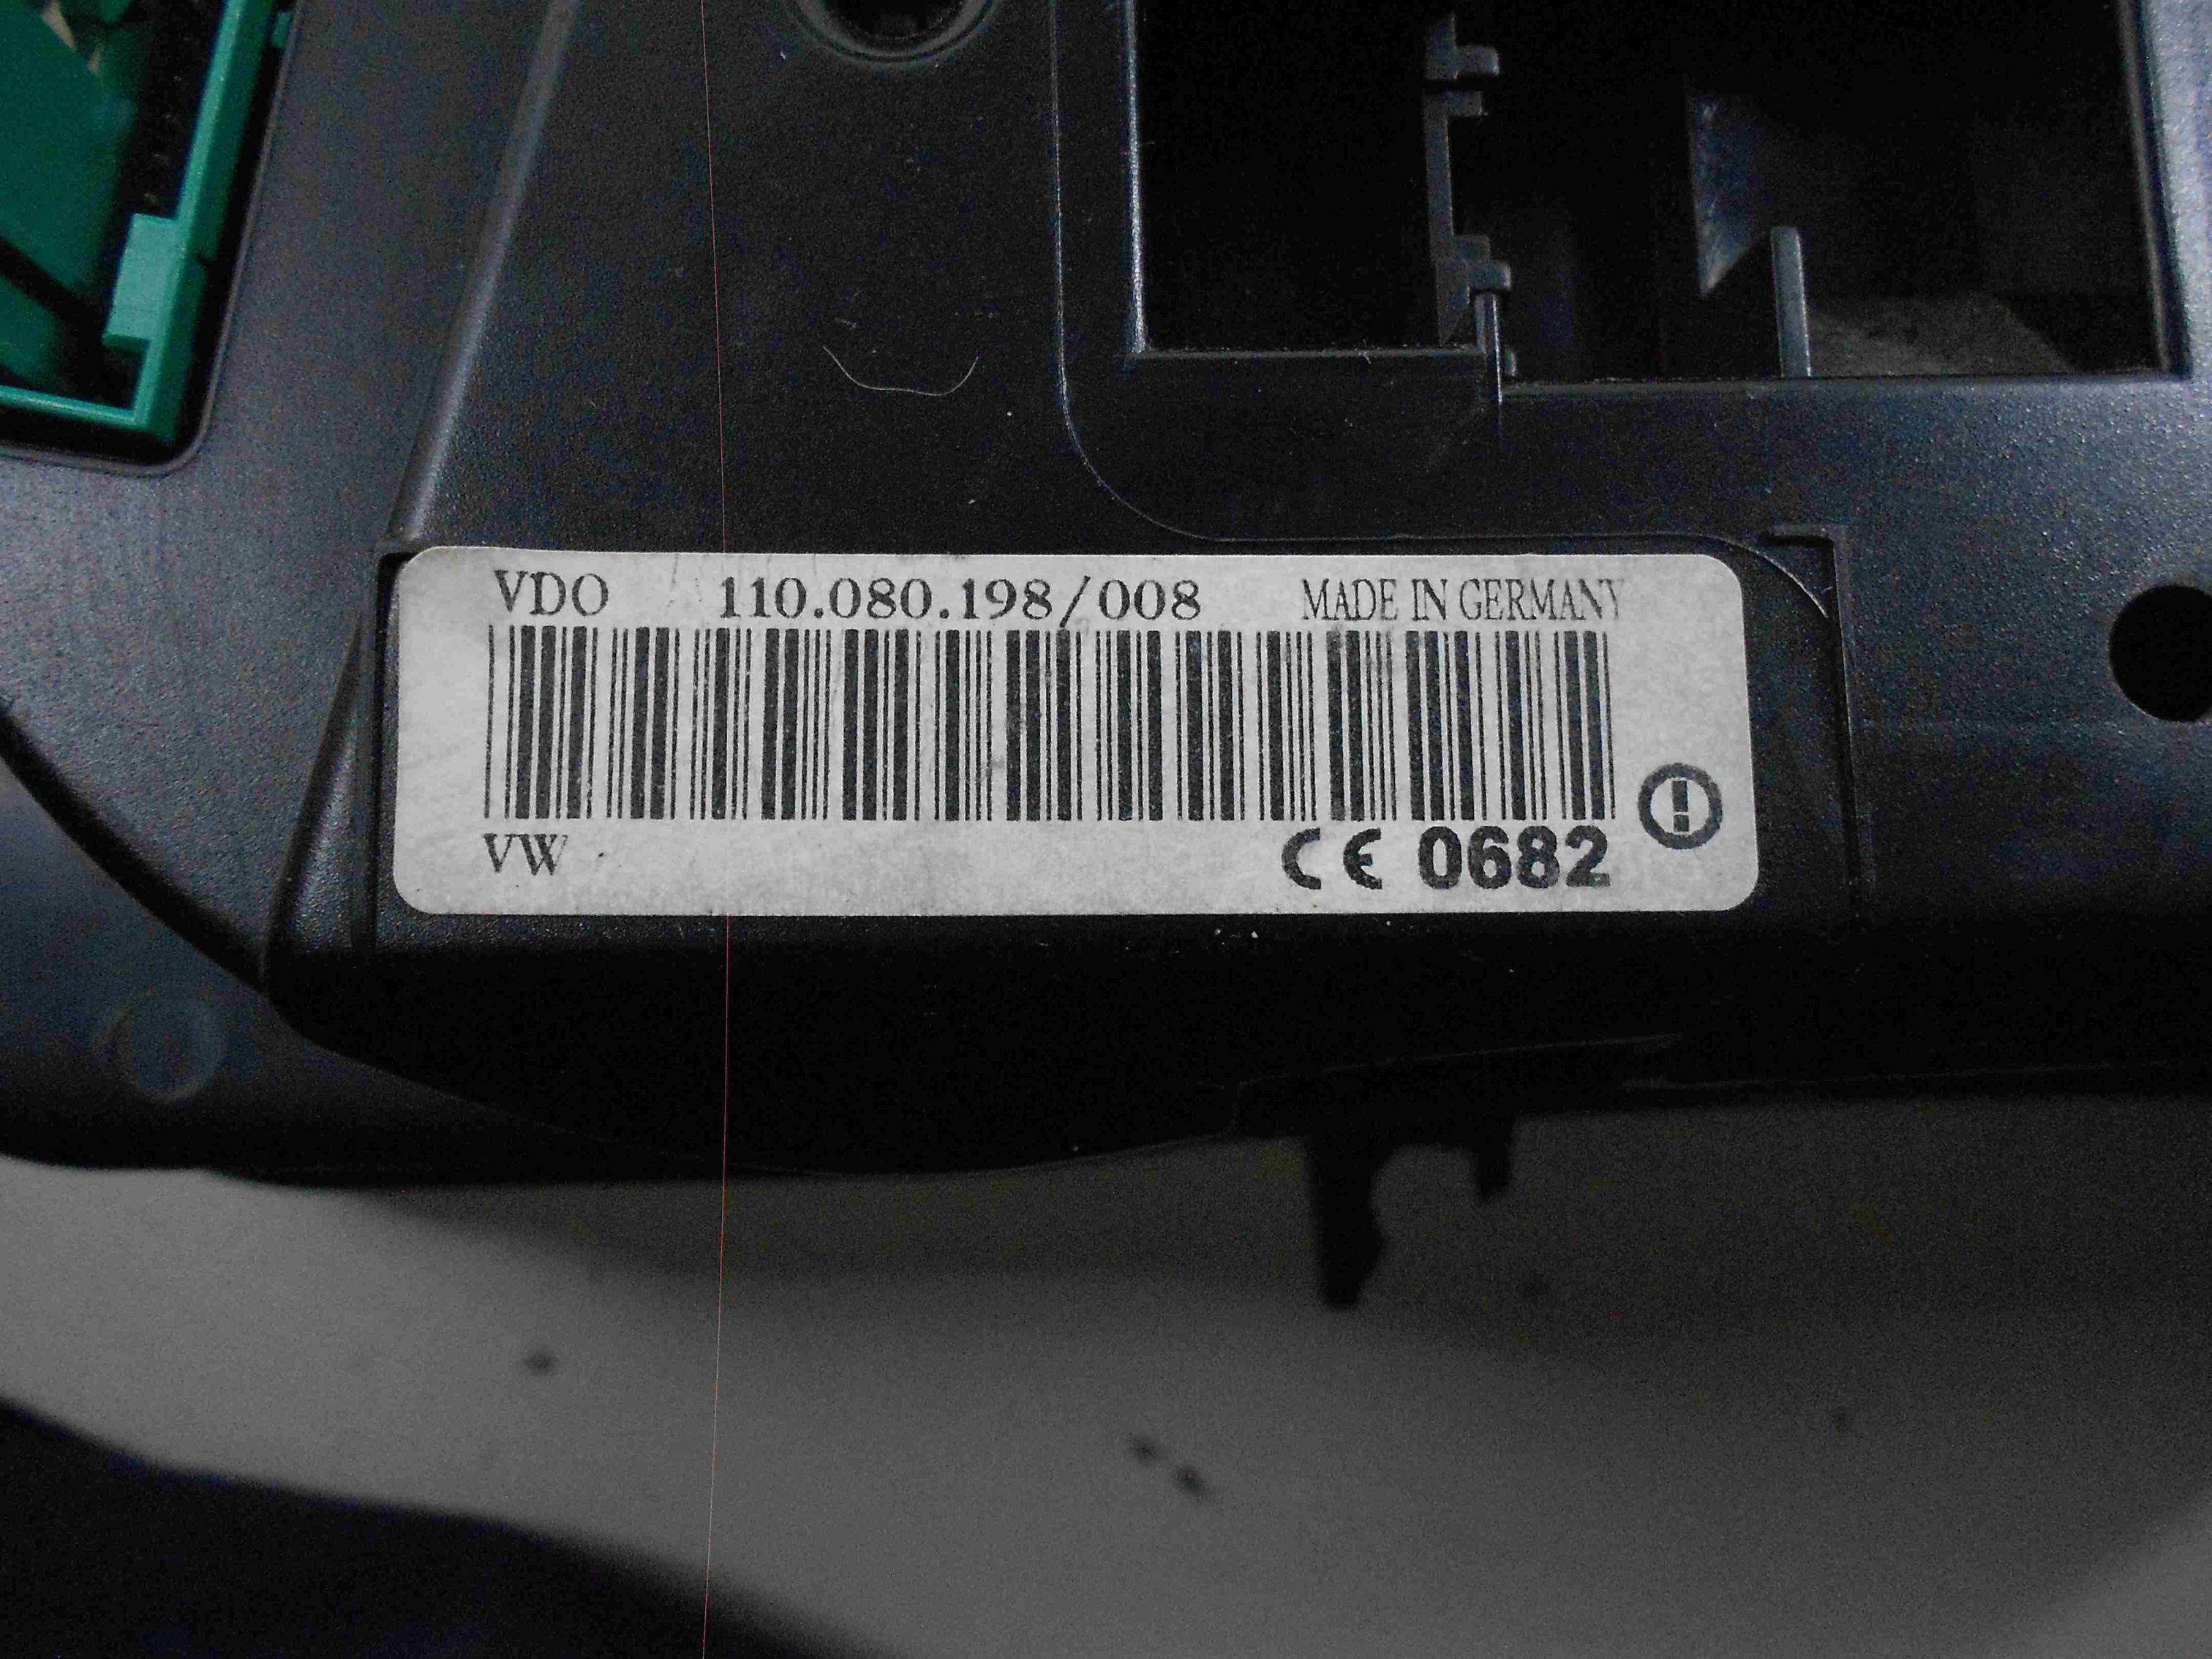 VDO 110.080.198/008 MADE IN GERMANY
VW CE 0682